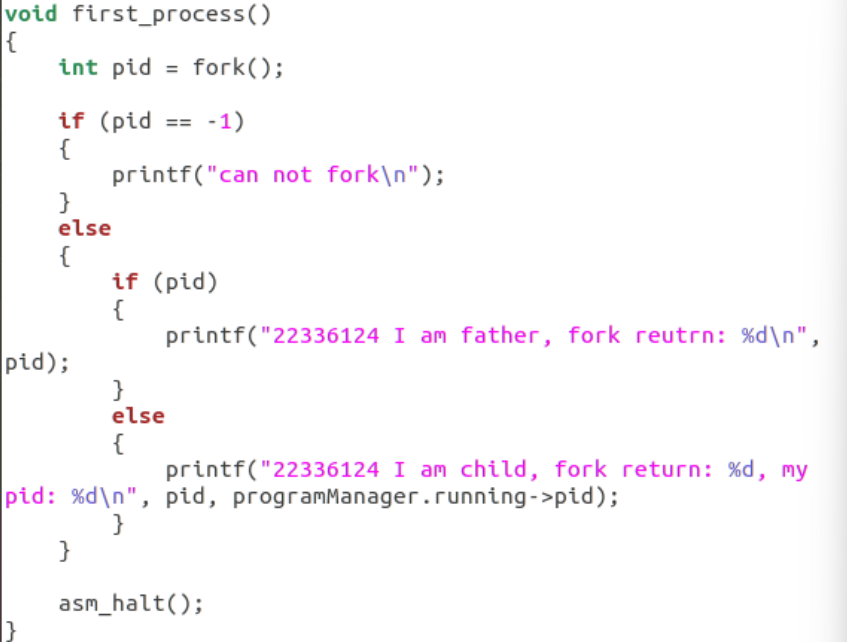 void first_process()
{
    int pid = fork();

    if (pid == -1)
    {
        printf("can not fork\n");
    }
    else
    {
        if (pid)
        {
            printf("22336124 I am father, fork reutrn: %d\n",
pid);
        }
        else
        {
            printf("22336124 I am child, fork return: %d, my
pid: %d\n", pid, programManager.running->pid);
        }
    }

    asm_halt();
}